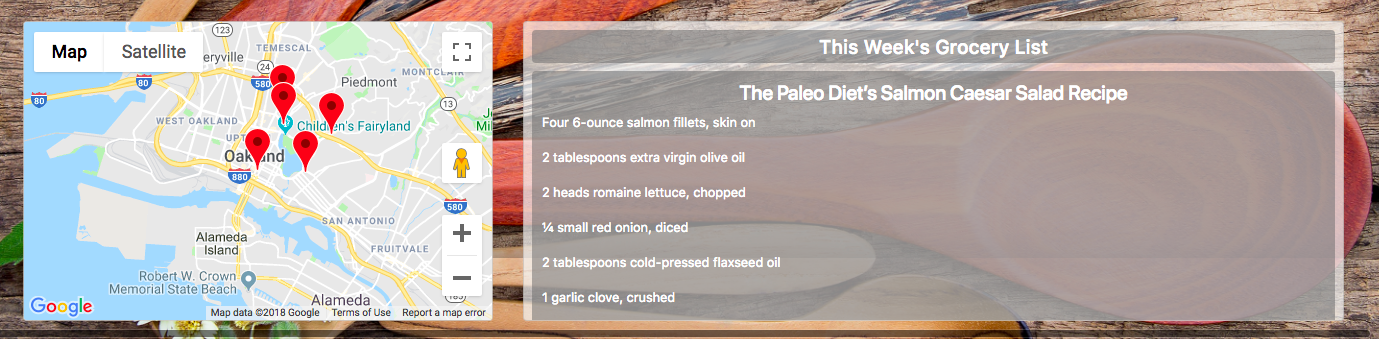 Map
Satellite
123
TEMESCAL
eryville
24
80
80
580
Piedmont
MONTCLAIR
13
WEST OAKLAND
Children's Fairyland
UPT
Oakland
880
580
SAN ANTONIO
Alameda
Island
FRUITVALE
Robert W. Crown
Memorial State Beach
Alameda
Google
Map data ©2018 Google
Terms of Use
Report a map error
This Week's Grocery List
The Paleo Diet's Salmon Caesar Salad Recipe
Four 6-ounce salmon fillets, skin on
2 tablespoons extra virgin olive oil
2 heads romaine lettuce, chopped
¼ small red onion, diced
2 tablespoons cold-pressed flaxseed oil
1 garlic clove, crushed